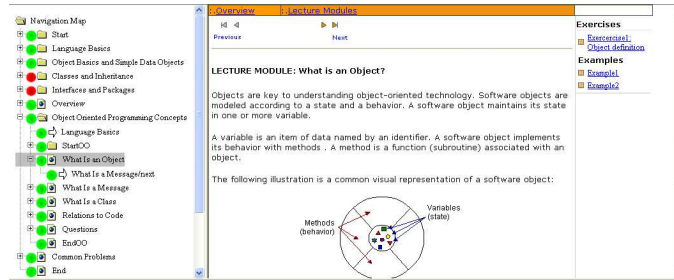 Navigation Map
Start
Language Basics
Object Basics and Simple Data Objects
Classes and Inheritance
Interfaces and Packages
Overview
Object Oriented Programming Concepts
Language Basics
StartOO
What Is an Object
What Is a Message/next
What Is a Message
What Is a Class
Relations to Code
Questions
EndOO
Common Problems
End
:.Overview :.Lecture Modules
Previous Next
LECTURE MODULE: What is an Object?
Objects are key to understanding object-oriented technology. Software objects are
modeled according to a state and a behavior. A software object maintains its state
in one or more variable.
A variable is an item of data named by an identifier. A software object implements
its behavior with methods . A method is a function (subroutine) associated with an
object.
The following illustration is a common visual representation of a software object:
Methods
(behavior)
Variables
(state)
Exercises
Exercercise1:
Object definition
Examples
Example1
Example2